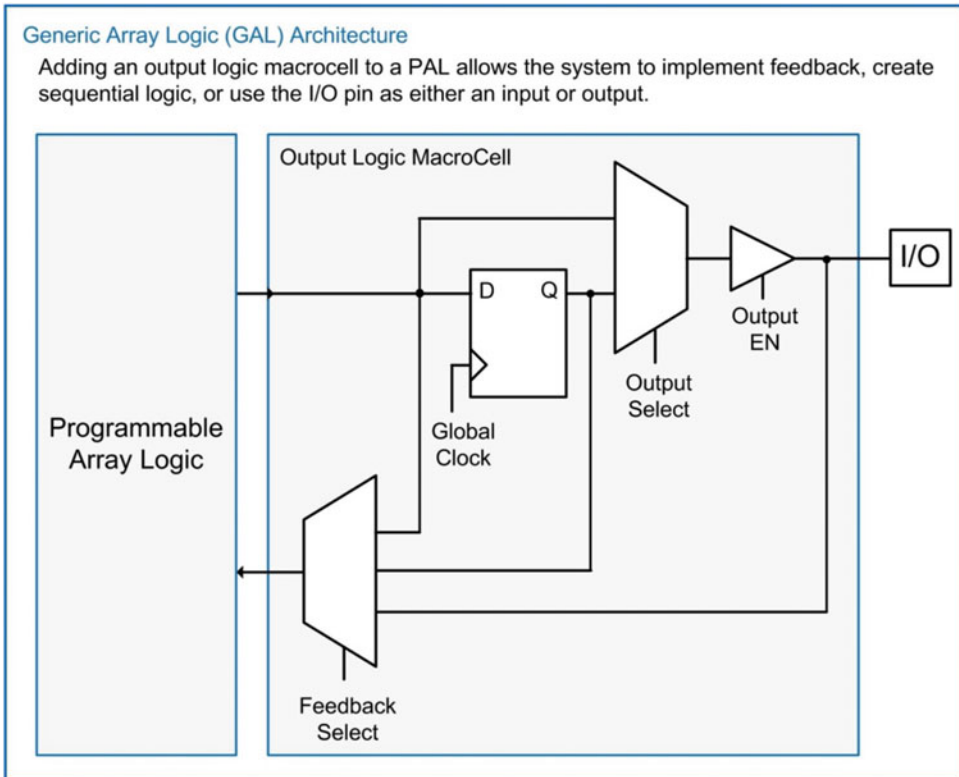 Generic Array Logic (GAL) Architecture
Adding an output logic macrocell to a PAL allows the system to implement feedback, create
sequential logic, or use the I/O pin as either an input or output.
Output Logic MacroCell
I/O
D Q
Output
EN
Output
Select
Global
Clock
Programmable
Array Logic
Feedback
Select